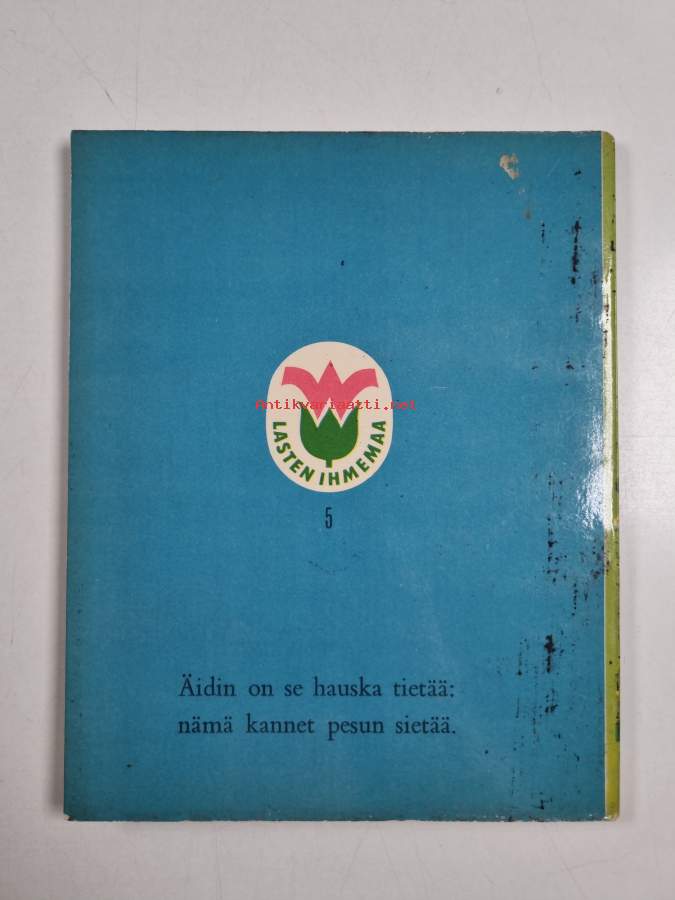 Antikvariaatti.net
LASTEN IHMEMAA
5
Äidin on se hauska tietää:
nämä kannet pesun sietää.